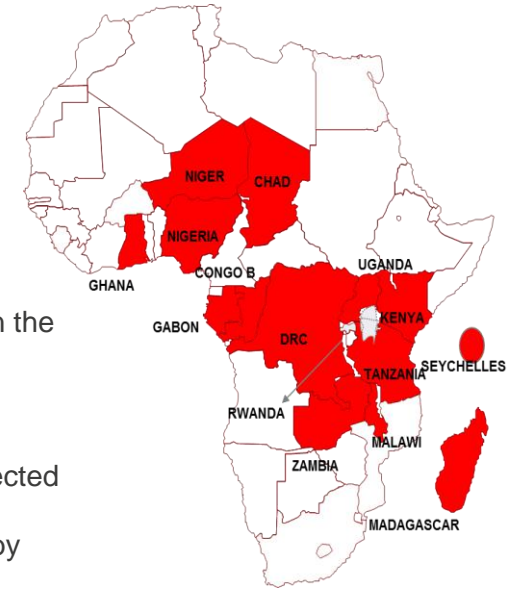 NIGER
CHAD
NIGERIA
CONGO B
UGANDA
GHANA
n the
GABON
KENYA
DRC
SEYCHELLES
TANZANIA
RWANDA
MALAWI
ected
ZAMBIA
MADAGASCAR
by